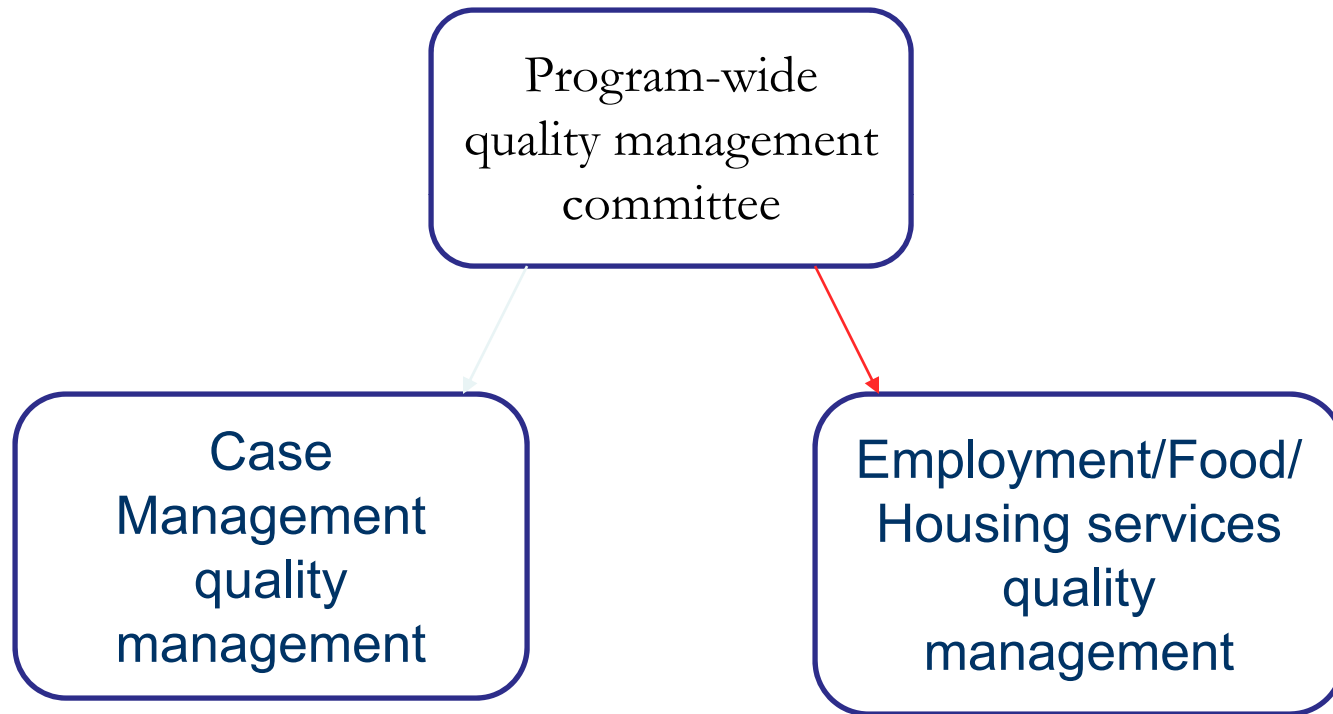 Program-wide
quality management
committee
Case
Management
quality
management
Employment/Food/
Housing services
quality
management